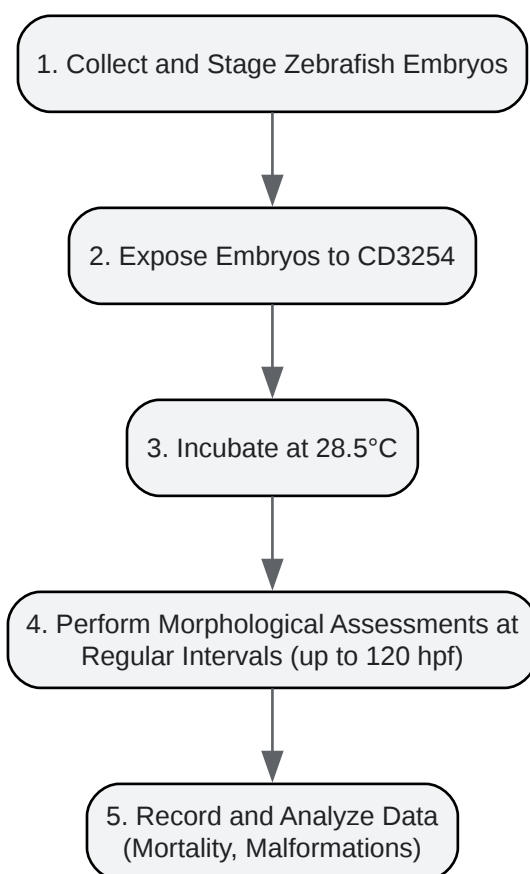 1. Collect and Stage Zebrafish Embryos
2. Expose Embryos to CD3254
3. Incubate at 28.5°C
4. Perform Morphological Assessments at
Regular Intervals (up to 120 hpf)
5. Record and Analyze Data
(Mortality, Malformations)